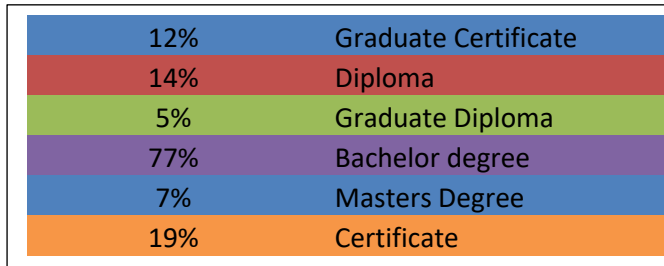 12% Graduate Certificate
14% Diploma
5% Graduate Diploma
77% Bachelor degree
7% Masters Degree
19% Certificate